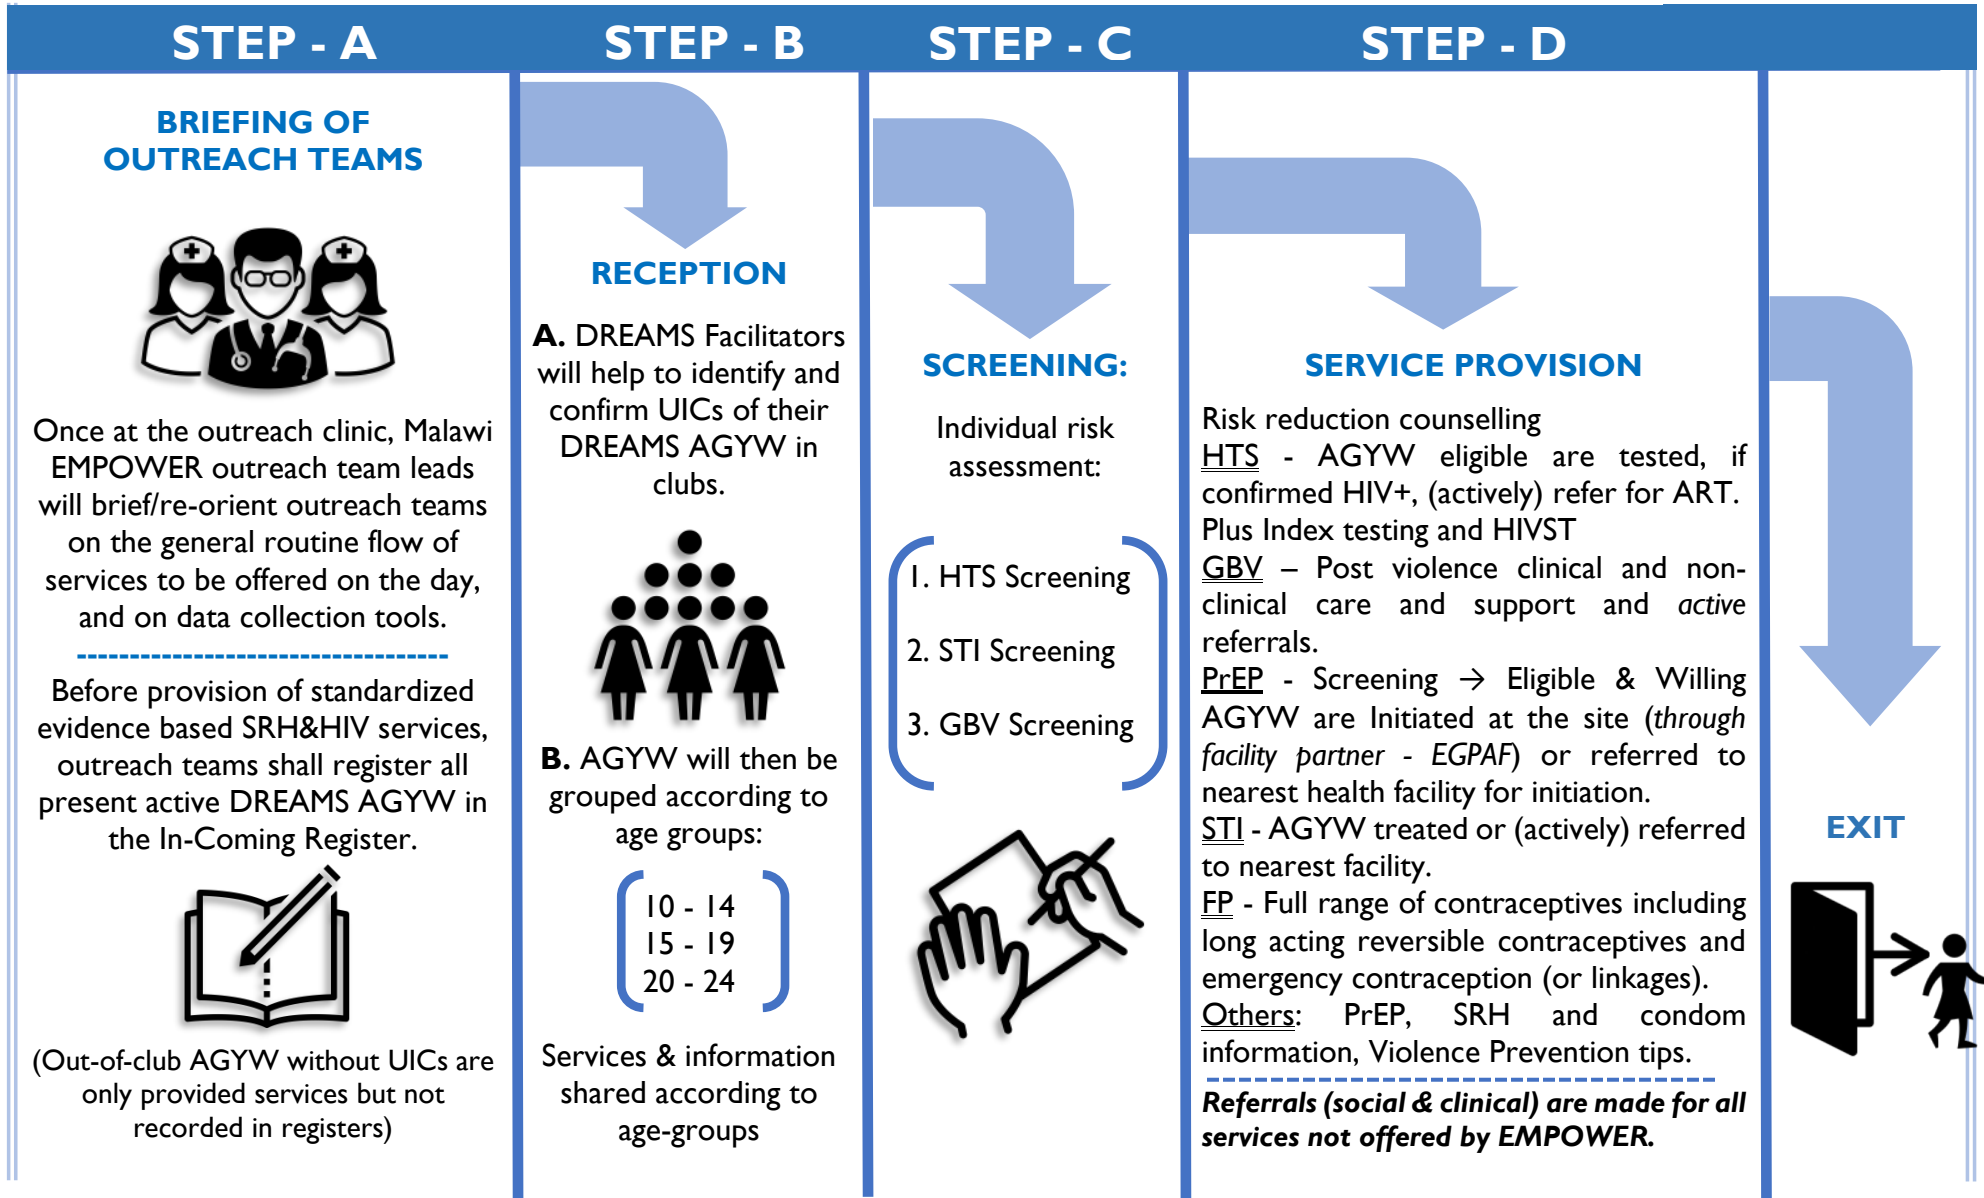 STEP - A
BRIEFING OF
OUTREACH TEAMS
Once at the outreach clinic, Malawi
EMPOWER outreach team leads
will brief/re-orient outreach teams
on the general routine flow of
services to be offered on the day,
and on data collection tools.
Before provision of standardized
evidence based SRH&HIV services,
outreach teams shall register all
present active DREAMS AGYW in
the In-Coming Register.
(Out-of-club AGYW without UICs are
only provided services but not
recorded in registers)
STEP - B
RECEPTION
A. DREAMS Facilitators
will help to identify and
confirm UICs of their
DREAMS AGYW in
clubs.
B. AGYW will then be
grouped according to
age groups:
10 - 14
15 - 19
20 - 24
Services & information
shared according to
age-groups
STEP - C
SCREENING:
Individual risk
assessment:
1. HTS Screening
2. STI Screening
3. GBV Screening
STEP - D
SERVICE PROVISION
Risk reduction counselling
HTS - AGYW eligible are tested, if
confirmed HIV+, (actively) refer for ART.
Plus Index testing and HIVST
GBV – Post violence clinical and non-
clinical care and support and active
referrals.
PrEP - Screening → Eligible & Willing
AGYW are Initiated at the site (through
facility partner - EGPAF) or referred to
nearest health facility for initiation.
STI - AGYW treated or (actively) referred
to nearest facility.
FP - Full range of contraceptives including
long acting reversible contraceptives and
emergency contraception (or linkages).
Others: PrEP, SRH and condom
information, Violence Prevention tips.
Referrals (social & clinical) are made for all
services not offered by EMPOWER.
EXIT